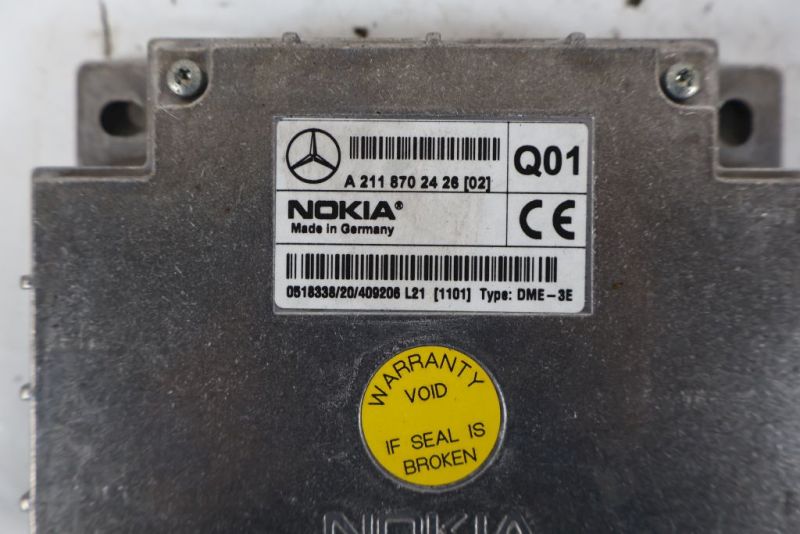 A 211 870 24 26 [02]
Q01
NOKIA®
Made in Germany
CE
0518338/20/409206 L21 [1101] Type: DME-3E
WARRANTY
VOID
IF SEAL IS
BROKEN
NOKIA